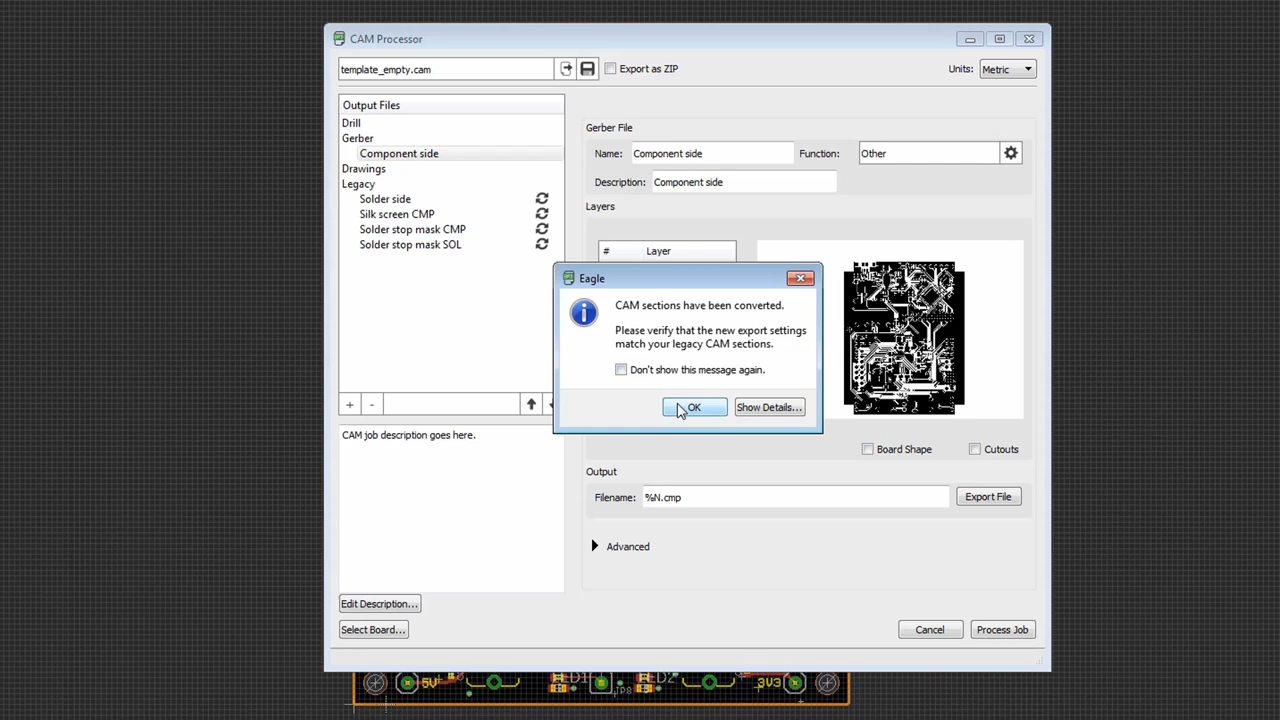 CAM Processor
template_empty.cam
Export as ZIP
Units: Metric
Output Files
Drill
Gerber
Component side
Drawings
Legacy
Solder side
Silk screen CMP
Solder stop mask CMP
Solder stop mask SOL
+ -
CAM job description goes here.
Edit Description...
Select Board...
Gerber File
Name: Component side Function: Other
Description: Component side
Layers
# Layer
Eagle
CAM sections have been converted.
Please verify that the new export settings
match your legacy CAM sections.
Don't show this message again.
OK Show Details...
Board Shape Cutouts
Output
Filename: %N.cmp Export File
Advanced
Cancel Process Job
5V ED1 JP8 ED2 3V3